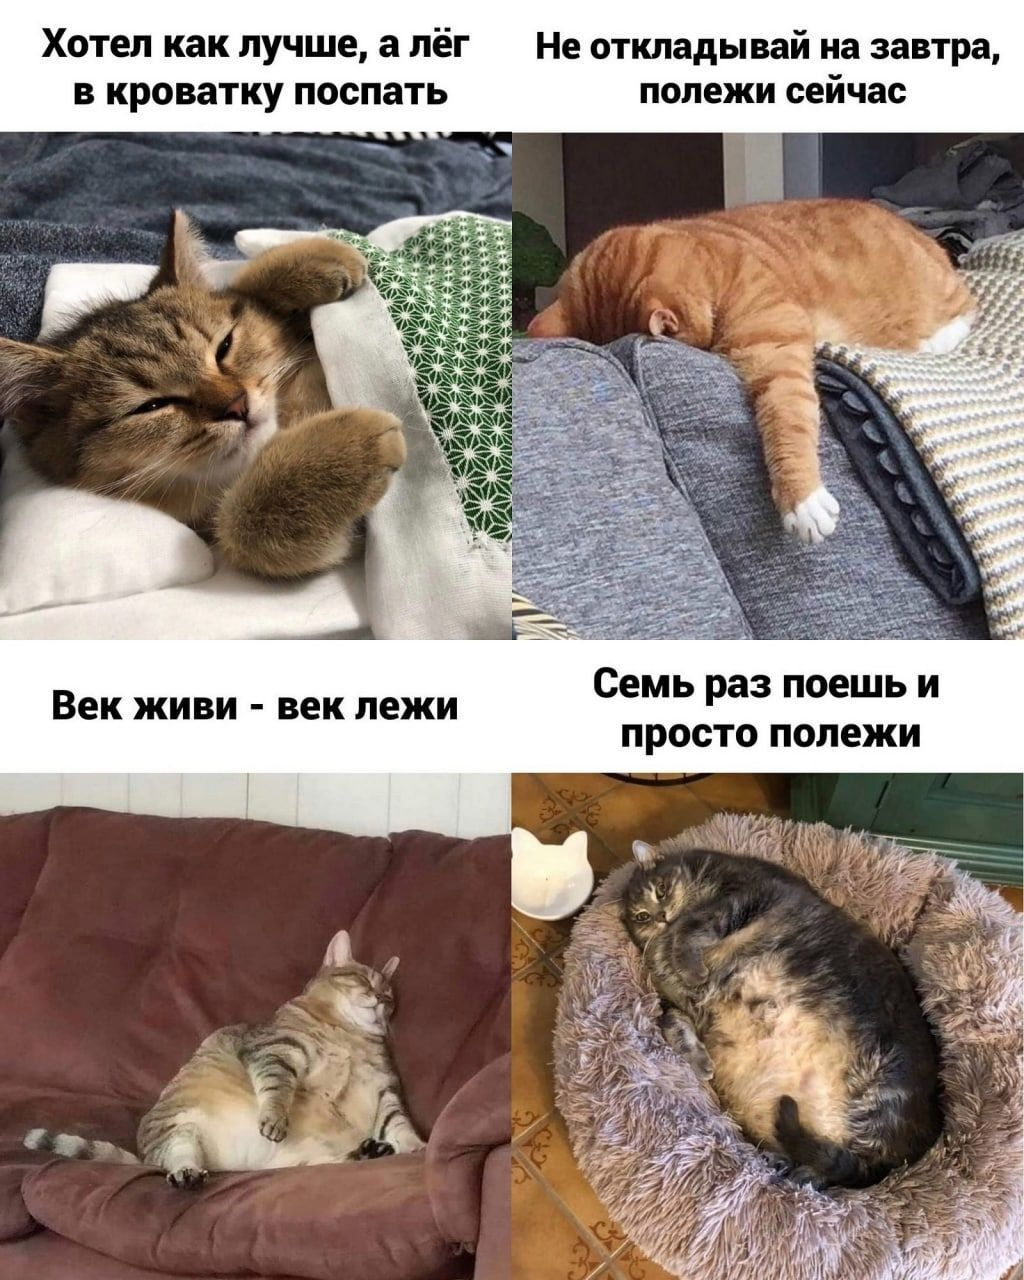 Хотел как лучше, а лёг
в кроватку поспать
Не откладывай на завтра,
полежи сейчас
Век живи - век лежи
Семь раз поешь и
просто полежи